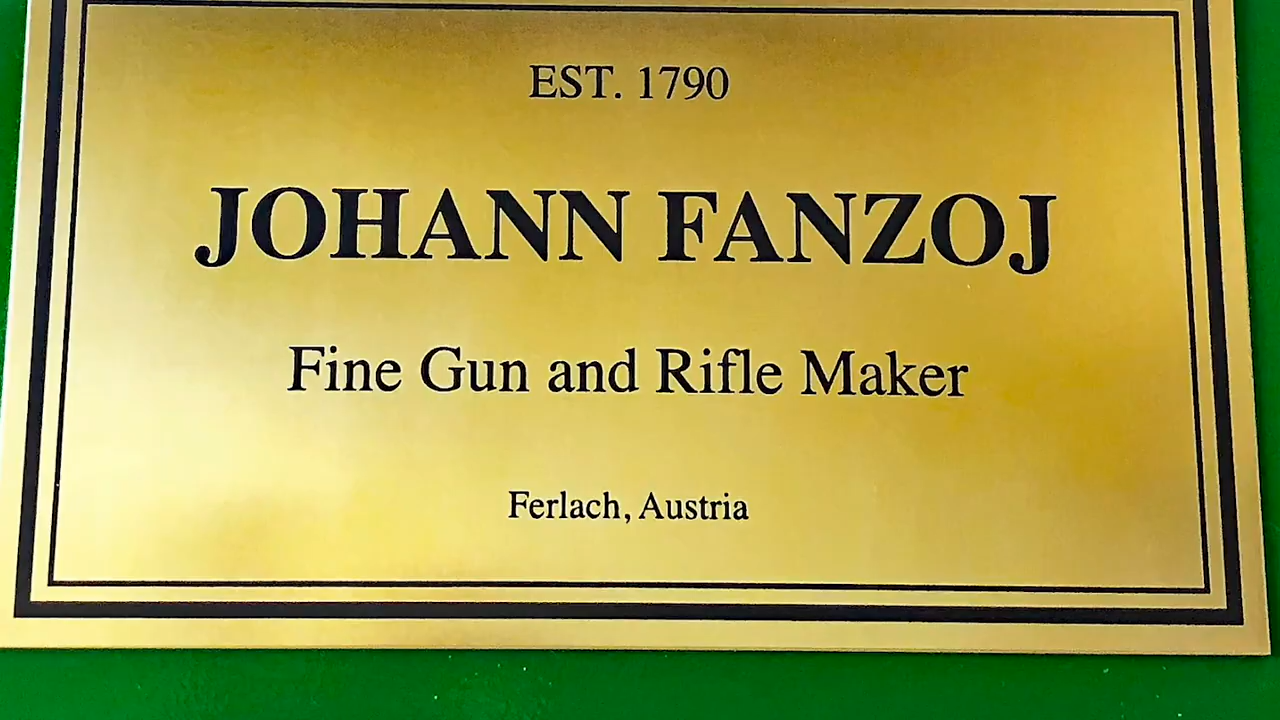 EST. 1790
JOHANN FANZOJ
Fine Gun and Rifle Maker
Ferlach, Austria